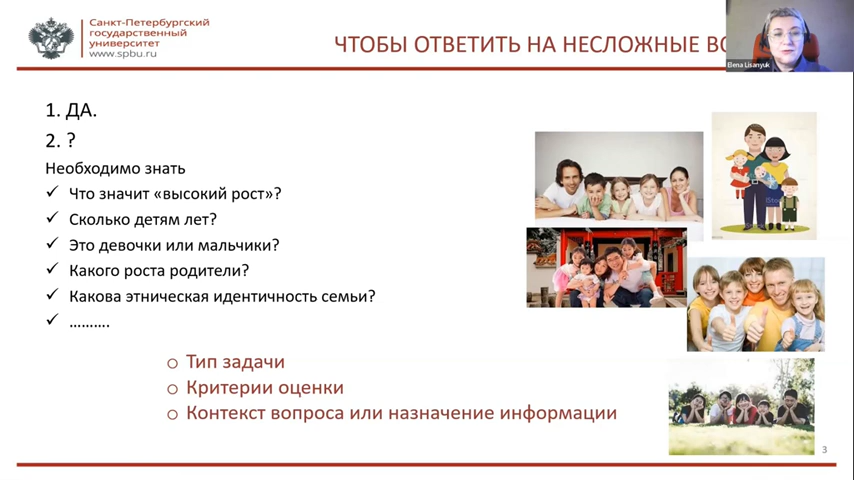 Санкт-Петербургский
государственный
университет
www.spbu.ru
ЧТОБЫ ОТВЕТИТЬ НА НЕСЛОЖНЫЕ
Elena Lisanyuk
1. ДА.
2. ?
Необходимо знать
✓ Что значит «высокий рост»?
✓ Сколько детям лет?
✓ Это девочки или мальчики?
✓ Какого роста родители?
✓ Какова этническая идентичность семьи?
✓ ……….
o Тип задачи
o Критерии оценки
o Контекст вопроса или назначение информации
3